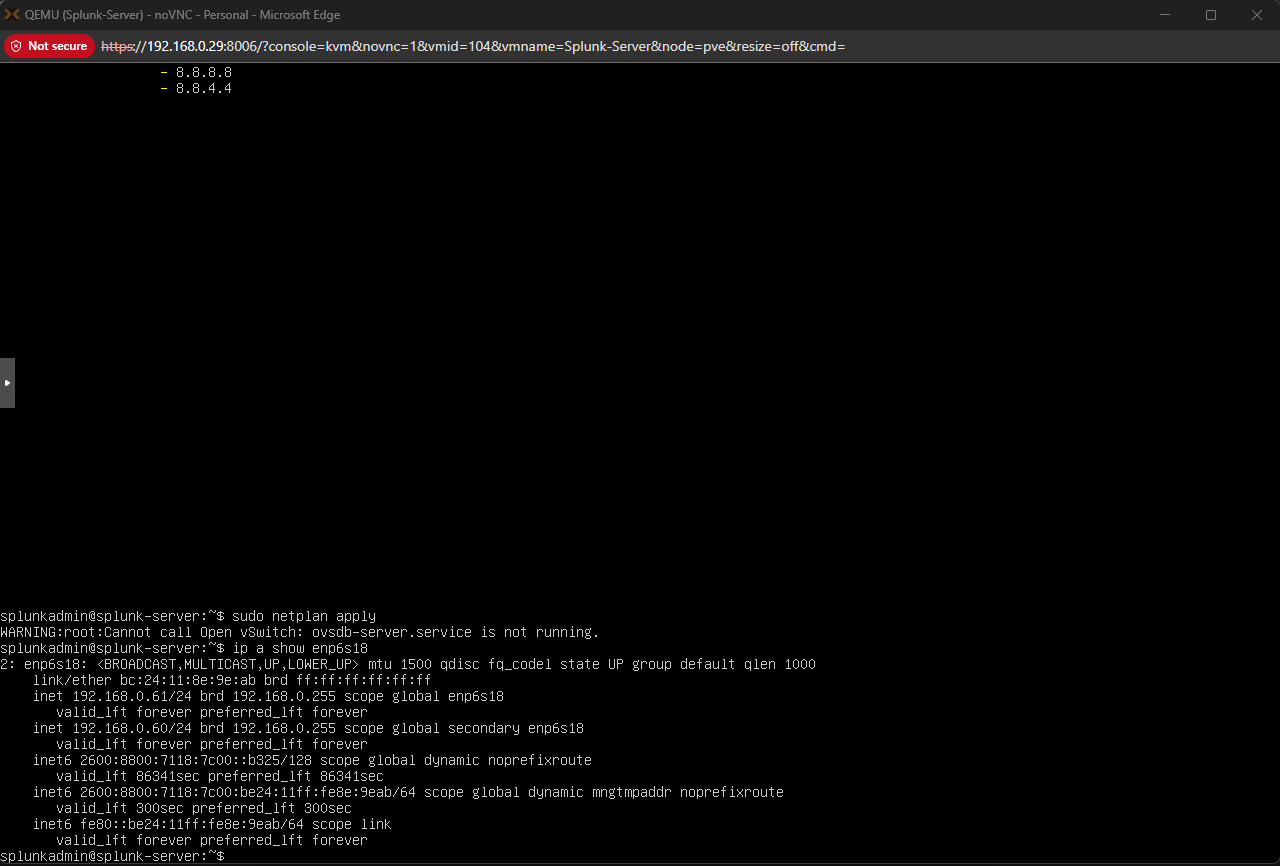 QEMU (Splunk-Server) - noVNC - Personal - Microsoft Edge
Not secure https://192.168.0.29:8006/?console=kvm&novnc=1&vmid=104&vmname=Splunk-Server&node=pve&resize=off&cmd=
- 8.8.8.8
- 8.8.4.4
splunkadmin@splunk-server:~$ sudo netplan apply
WARNING:root:Cannot call Open vSwitch: ovsdb-server.service is not running.
splunkadmin@splunk-server:~$ ip a show enp6s18
2: enp6s18: <BROADCAST,MULTICAST,UP,LOWER_UP> mtu 1500 qdisc fq_codel state UP group default qlen 1000
link/ether bc:24:11:8e:9e:ab brd ff:ff:ff:ff:ff:ff
inet 192.168.0.61/24 brd 192.168.0.255 scope global enp6s18
valid_lft forever preferred_lft forever
inet 192.168.0.60/24 brd 192.168.0.255 scope global secondary enp6s18
valid_lft forever preferred_lft forever
inet6 2600:8800:7118:7c00::b325/128 scope global dynamic noprefixroute
valid_lft 86341sec preferred_lft 86341sec
inet6 2600:8800:7118:7c00:be24:11ff:fe8e:9eab/64 scope global dynamic mngtmpaddr noprefixroute
valid_lft 300sec preferred_lft 300sec
inet6 fe80::be24:11ff:fe8e:9eab/64 scope link
valid_lft forever preferred_lft forever
splunkadmin@splunk-server:~$